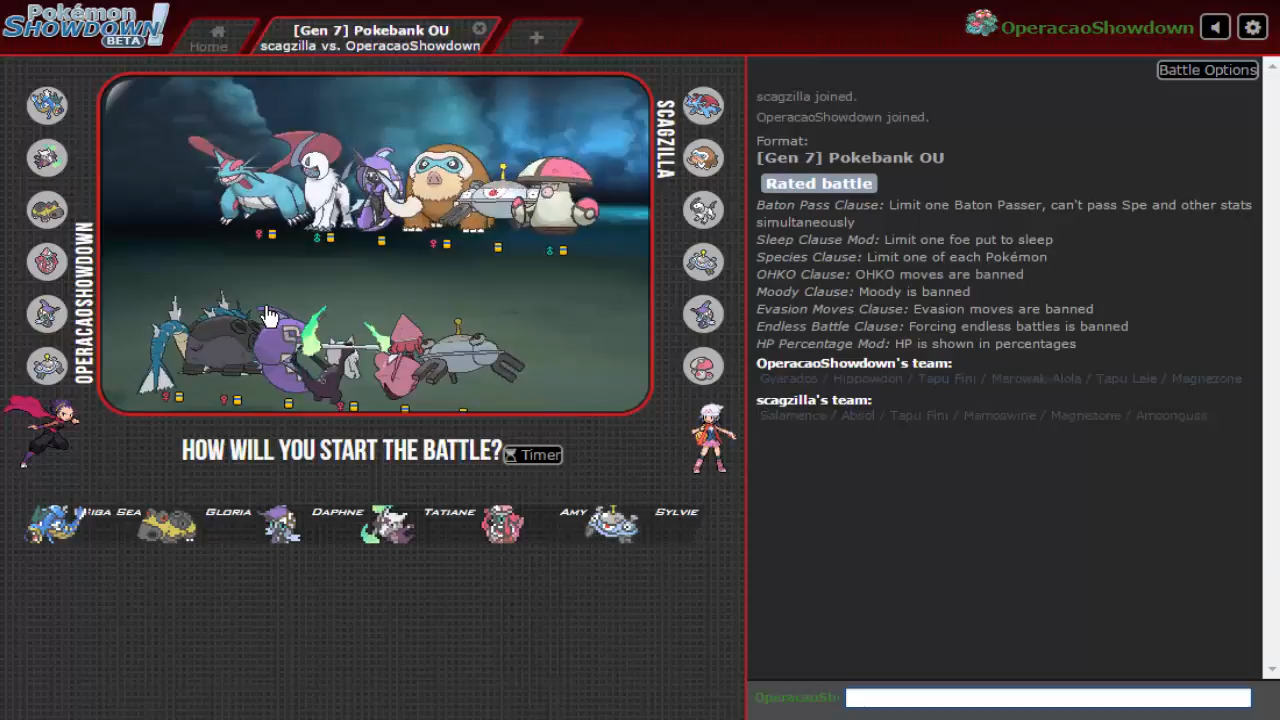 Pokémon
SHOWDOWN!
BETA
Home
[Gen 7] Pokebank OU
scagzilla vs. OperacaoShowdown
+
OperacaoShowdown
OPERACAOSHOWDOWN
SCAGZILLA
HOW WILL YOU START THE BATTLE?
Timer
IGA SEA
GLORIA
DAPHNE
TATIANE
AMY
SYLVIE
Battle Options
scagzilla joined.
OperacaoShowdown joined.
Format:
[Gen 7] Pokebank OU
Rated battle
Baton Pass Clause: Limit one Baton Passer, can't pass Spe and other stats
simultaneously
Sleep Clause Mod: Limit one foe put to sleep
Species Clause: Limit one of each Pokémon
OHKO Clause: OHKO moves are banned
Moody Clause: Moody is banned
Evasion Moves Clause: Evasion moves are banned
Endless Battle Clause: Forcing endless battles is banned
HP Percentage Mod: HP is shown in percentages
OperacaoShowdown's team:
Gyarados / Hippowdon / Tapu Fini / Marowak-Alola / Tapu Lele / Magnezone
scagzilla's team:
Salamence / Absol / Tapu Fini / Mamoswine / Magnezone / Amoonguss
OperacaoSh